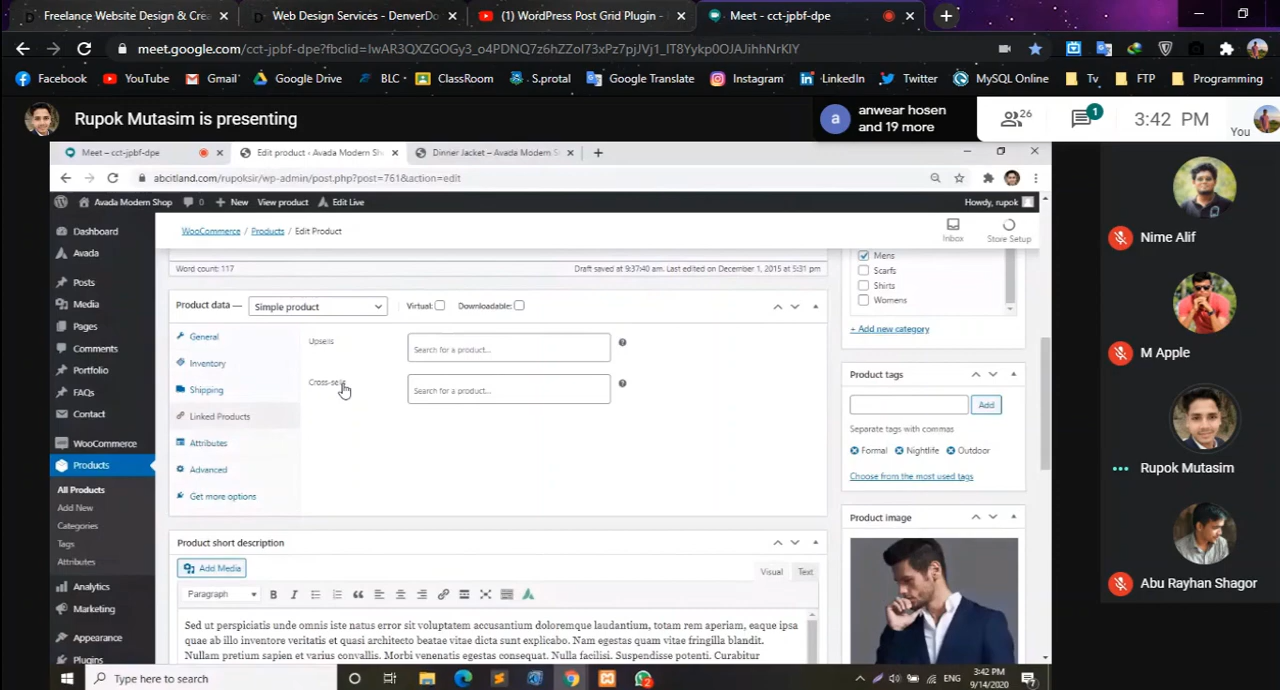 Freelance Website Design & Cre
Web Design Services - DenverDo
(1) WordPress Post Grid Plugin -
Meet - cct-jpbf-dpe
meet.google.com/cct-jpbf-dpe?fbclid=IwAR3QXZGOGy3_o4PDNQ7z6hZZol73xPz7pjJVj1_IT8Yykp0OJAJihhNrKIY
Facebook
YouTube
Gmail
Google Drive
BLC
ClassRoom
S.protal
Google Translate
Instagram
LinkedIn
Twitter
MySQL Online
Tv
FTP
Programming
Rupok Mutasim is presenting
a
anwear hosen
and 19 more
26
1
3:42 PM
You
Meet – cct-jpbf-dpe
Edit product ‹ Avada Modern Sh
Dinner Jacket – Avada Modern S
abcitland.com/rupoksir/wp-admin/post.php?post=761&action=edit
Avada Modern Shop
0
New
View product
Edit Live
Howdy, rupok
Dashboard
Avada
Posts
Media
Pages
Comments
Portfolio
FAQs
Contact
WooCommerce
Products
All Products
Add New
Categories
Tags
Attributes
Analytics
Marketing
Appearance
Plugins
WooCommerce / Products / Edit Product
Inbox
Store Setup
Word count: 117
Draft saved at 9:37:40 am. Last edited on December 1, 2015 at 5:31 pm
Product data —
Simple product
Virtual:
Downloadable:
General
Inventory
Shipping
Linked Products
Attributes
Advanced
Get more options
Upsells
Search for a product...
Cross-sells
Search for a product...
Product short description
Add Media
Visual
Text
Paragraph
B
I
Sed ut perspiciatis unde omnis iste natus error sit voluptatem accusantium doloremque laudantium, totam rem aperiam, eaque ipsa
quae ab illo inventore veritatis et quasi architecto beatae vitae dicta sunt explicabo. Nam egestas quam vitae fringilla blandit.
Nullam pretium sapien et varius convallis. Morbi venenatis egestas consequat. Nulla facilisi. Suspendisse potenti. Curabitur
Mens
Scarfs
Shirts
Womens
+ Add new category
Product tags
Add
Separate tags with commas
Formal
Nightlife
Outdoor
Choose from the most used tags
Product image
Nime Alif
M Apple
Rupok Mutasim
Abu Rayhan Shagor
Type here to search
2
ENG
3:42 PM
9/14/2020
7